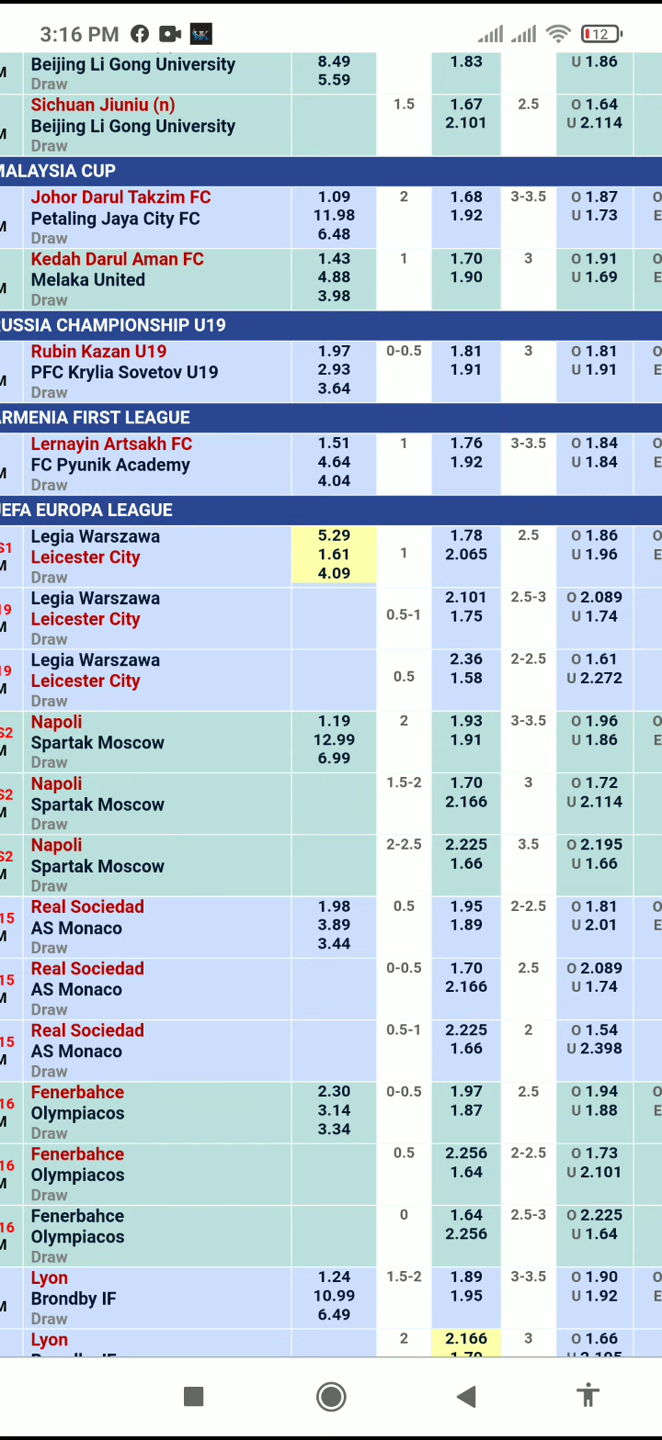 3:16 PM 12
Beijing Li Gong University 8.49 1.83 U 1.86
M
Draw 5.59
Sichuan Jiuniu (n) 1.5 1.67 2.5 O 1.64
Beijing Li Gong University 2.101 U 2.114
M
Draw
MALAYSIA CUP
Johor Darul Takzim FC 1.09 2 1.68 3-3.5 O 1.87 O
Petaling Jaya City FC 11.98 1.92 U 1.73 E
M
Draw 6.48
Kedah Darul Aman FC 1.43 1 1.70 3 O 1.91 O
Melaka United 4.88 1.90 U 1.69 E
M
Draw 3.98
RUSSIA CHAMPIONSHIP U19
Rubin Kazan U19 1.97 0-0.5 1.81 3 O 1.81 O
PFC Krylia Sovetov U19 2.93 1.91 U 1.91 E
M
Draw 3.64
ARMENIA FIRST LEAGUE
Lernayin Artsakh FC 1.51 1 1.76 3-3.5 O 1.84 O
FC Pyunik Academy 4.64 1.92 U 1.84 E
M
Draw 4.04
UEFA EUROPA LEAGUE
Legia Warszawa 5.29 1.78 2.5 O 1.86 O
S1 Leicester City 1.61 1 2.065 U 1.96 E
M
Draw 4.09
Legia Warszawa 2.101 2.5-3 O 2.089
19 Leicester City 0.5-1 1.75 U 1.74
M
Draw
Legia Warszawa 2.36 2-2.5 O 1.61
19 Leicester City 0.5 1.58 U 2.272
M
Draw
Napoli 1.19 2 1.93 3-3.5 O 1.96 O
S2 Spartak Moscow 12.99 1.91 U 1.86 E
M
Draw 6.99
Napoli 1.5-2 1.70 3 O 1.72
S2 Spartak Moscow 2.166 U 2.114
M
Draw
Napoli 2-2.5 2.225 3.5 O 2.195
S2 Spartak Moscow 1.66 U 1.66
M
Draw
Real Sociedad 1.98 0.5 1.95 2-2.5 O 1.81 O
15 AS Monaco 3.89 1.89 U 2.01 E
M
Draw 3.44
Real Sociedad 0-0.5 1.70 2.5 O 2.089
15 AS Monaco 2.166 U 1.74
M
Draw
Real Sociedad 0.5-1 2.225 2 O 1.54
15 AS Monaco 1.66 U 2.398
M
Draw
Fenerbahce 2.30 0-0.5 1.97 2.5 O 1.94 O
16 Olympiacos 3.14 1.87 U 1.88 E
M
Draw 3.34
Fenerbahce 0.5 2.256 2-2.5 O 1.73
16 Olympiacos 1.64 U 2.101
M
Draw
Fenerbahce 0 1.64 2.5-3 O 2.225
16 Olympiacos 2.256 U 1.64
M
Draw
Lyon 1.24 1.5-2 1.89 3-3.5 O 1.90 O
Brondby IF 10.99 1.95 U 1.92 E
M
Draw 6.49
Lyon 2 2.166 3 O 1.66